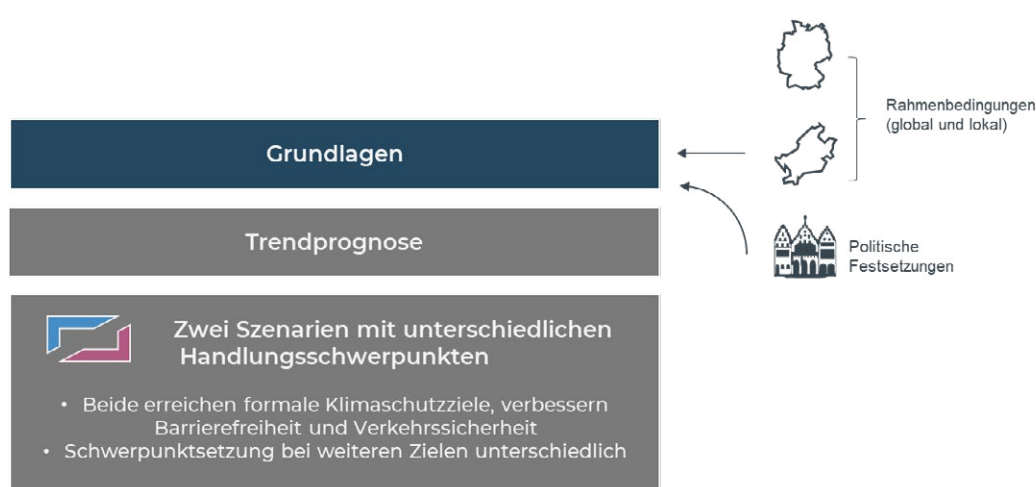 Grundlagen
Trendprognose
Zwei Szenarien mit unterschiedlichen
Handlungsschwerpunkten
• Beide erreichen formale Klimaschutzziele, verbessern
Barrierefreiheit und Verkehrssicherheit
• Schwerpunktsetzung bei weiteren Zielen unterschiedlich
Rahmenbedingungen
(global und lokal)
Politische
Festsetzungen